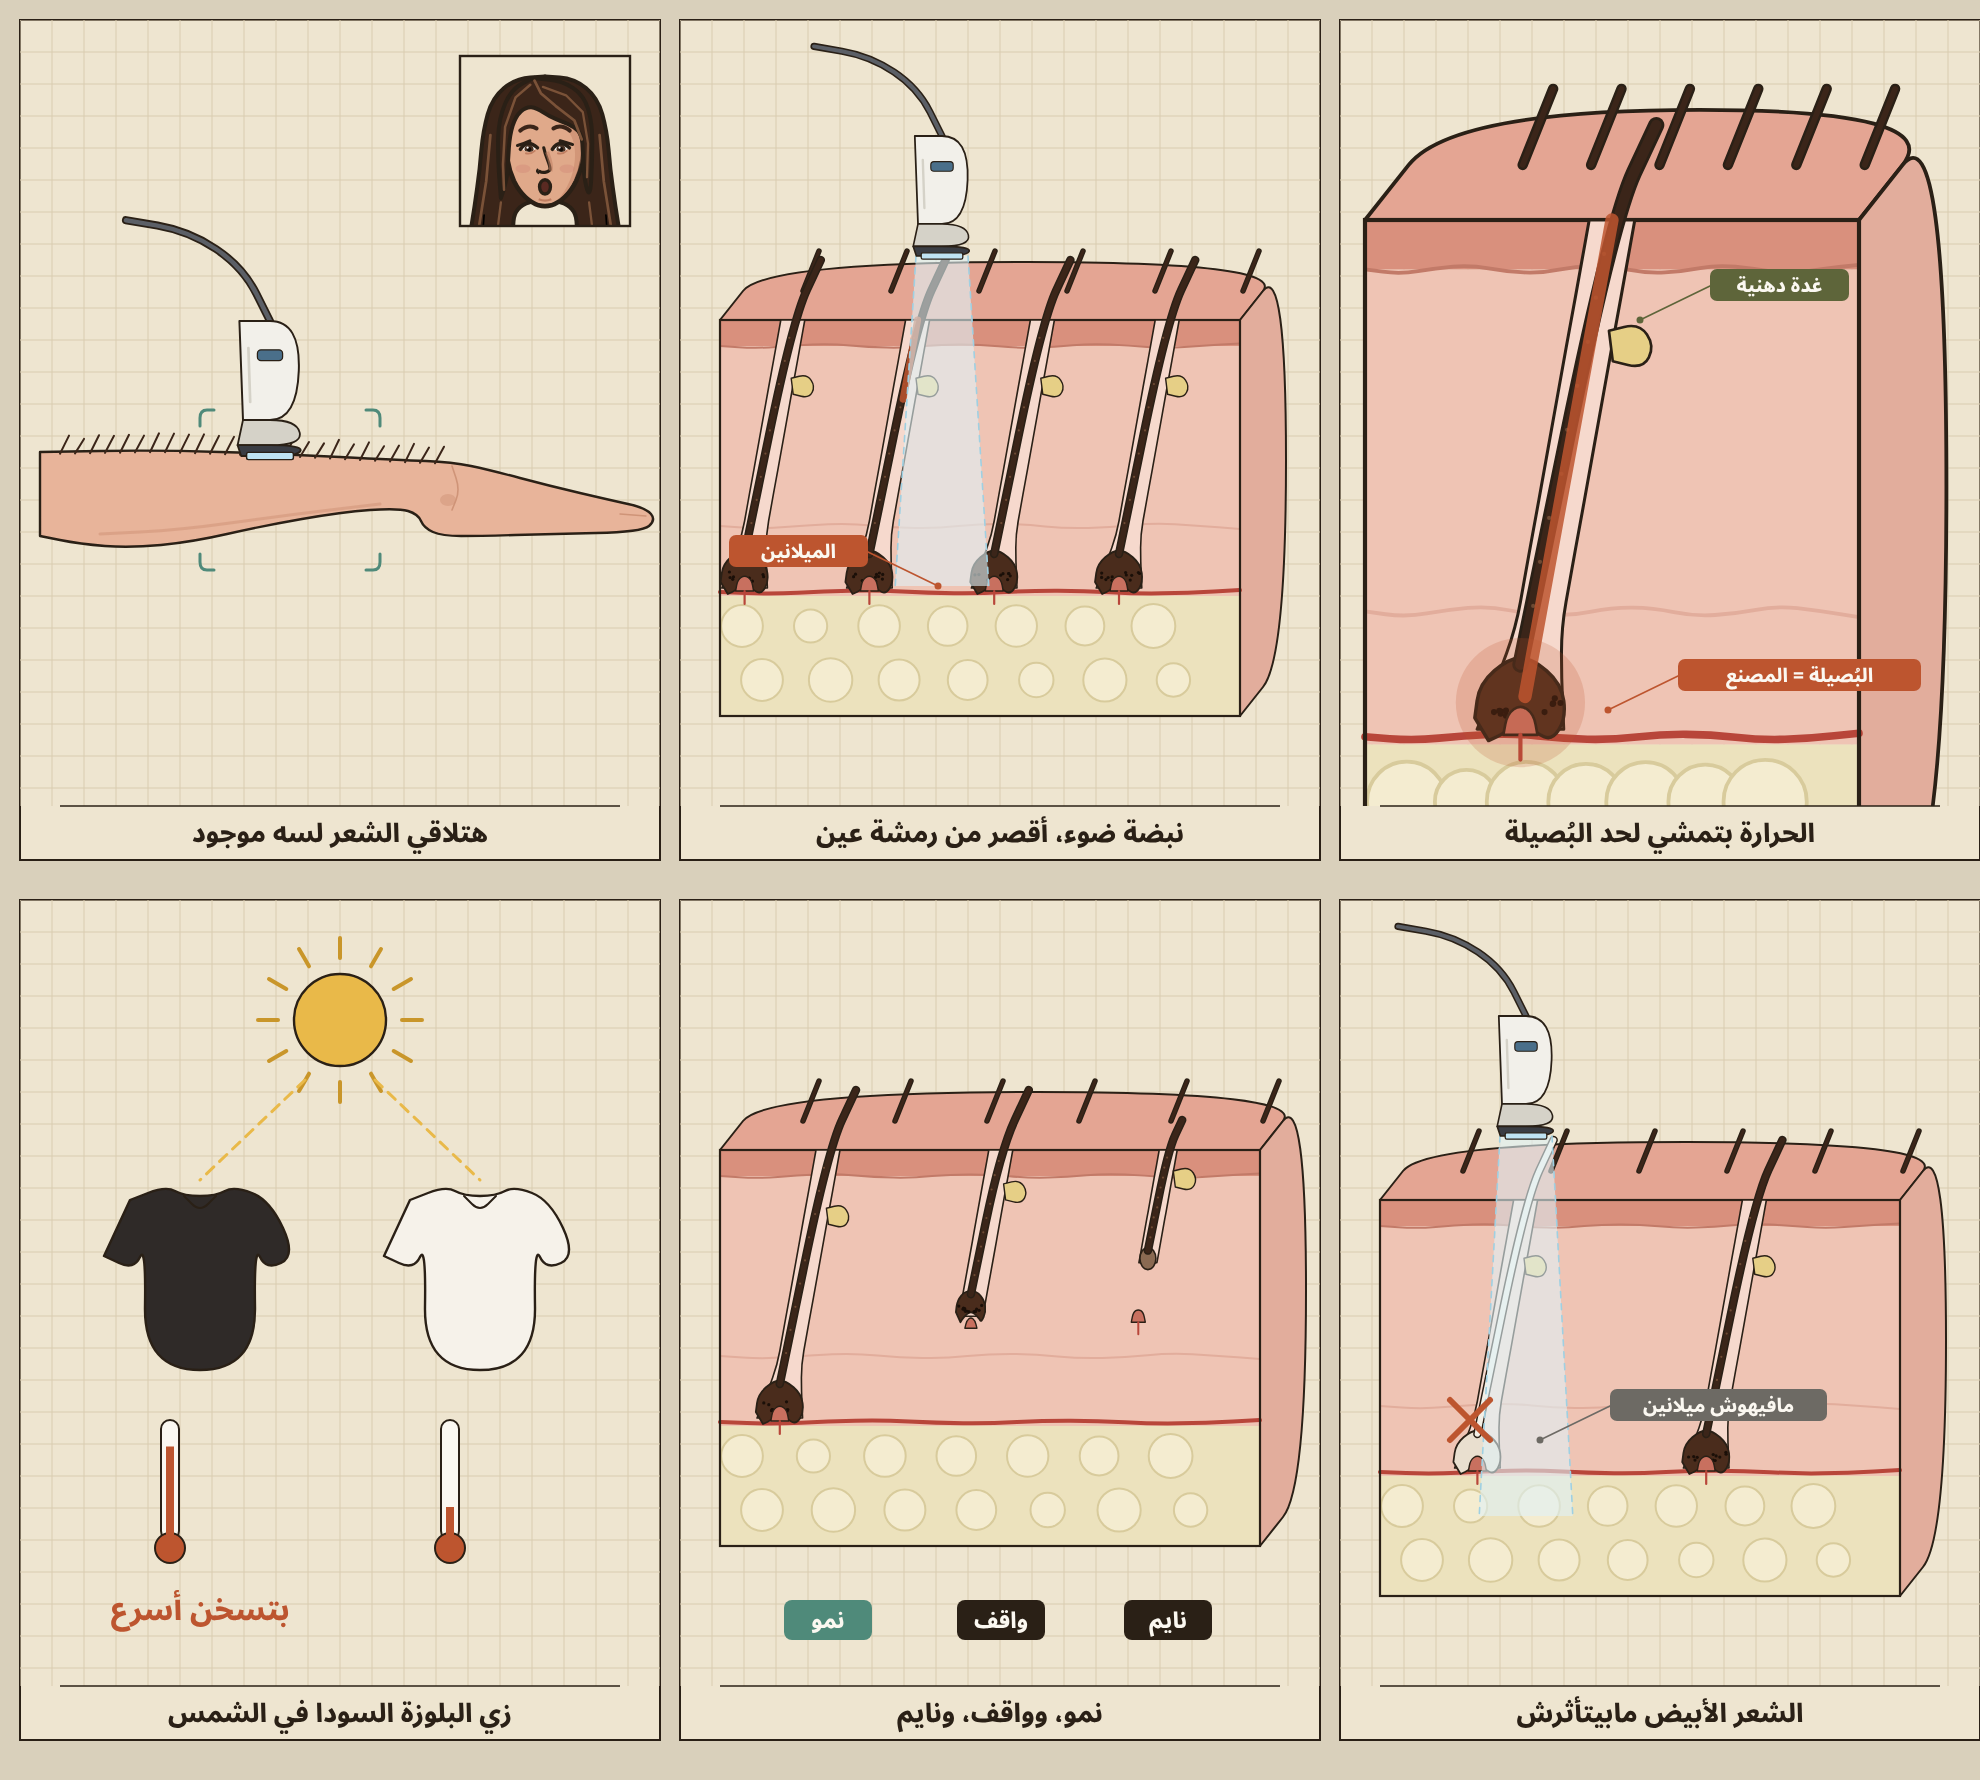 غدة دهنية
البُصيلة = المصنع
الحرارة بتمشي لحد البُصيلة
الميلانين
نبضة ضوء، أقصر من رمشة عين
هتلاقي الشعر لسه موجود
مافيهوش ميلانين
الشعر الأبيض مابيتأثرش
نايم
واقف
نمو
نمو، وواقف، ونايم
بتسخن أسرع
زي البلوزة السودا في الشمس